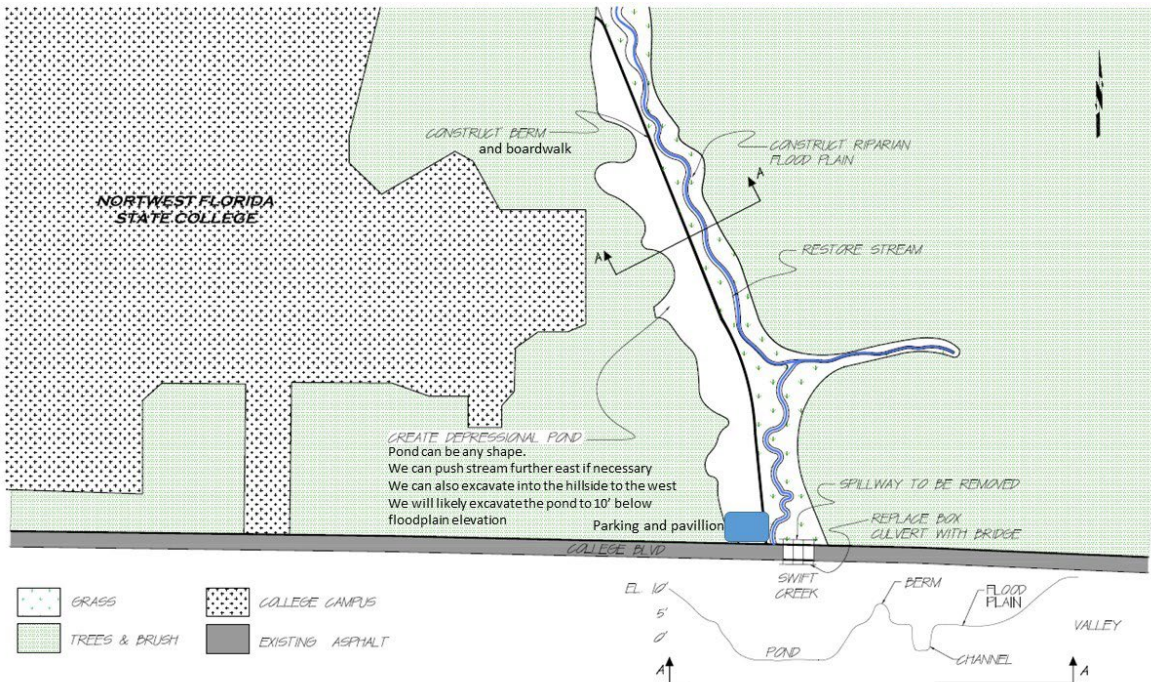 CONSTRUCT BERM
and boardwalk
CONSTRUCT RIPARIAN
FLOOD PLAIN
A
NORTWEST FLORIDA
STATE COLLEGE
RESTORE STREAM
A
CREATE DEPRESSIONAL POND
Pond can be any shape.
We can push stream further east if necessary
We can also excavate into the hillside to the west
We will likely excavate the pond to 10' below
floodplain elevation
SPILLWAY TO BE REMOVED
Parking and pavillion
REPLACE BOX
CULVERT WITH BRIDGE
COLLEGE BLVD
SWIFT
CREEK
GRASS
COLLEGE CAMPUS
TREES & BRUSH
EXISTING ASPHALT
EL 10'
5'
0'
BERM
FLOOD
PLAIN
VALLEY
POND
CHANNEL
A
A